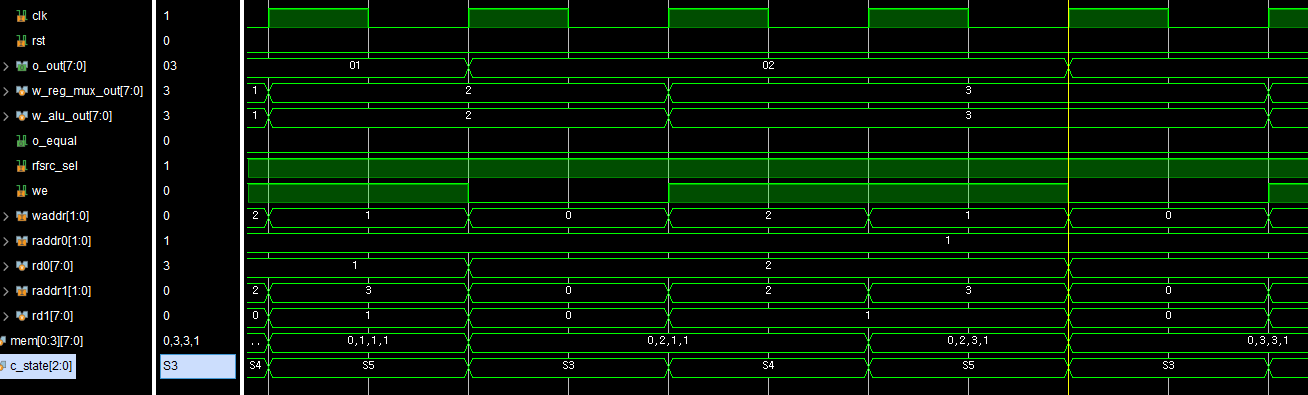 clk 1
rst 0
o_out[7:0] 03 01 02
w_reg_mux_out[7:0] 3 1 2 3
w_alu_out[7:0] 3 1 2 3
o_equal 0
rfsrc_sel 1
we 0
waddr[1:0] 0 2 1 0 2 1 0
raddr0[1:0] 1 1
rd0[7:0] 3 1 2
raddr1[1:0] 0 2 3 0 2 3 0
rd1[7:0] 0 0 1 0 1 0
mem[0:3][7:0] 0,3,3,1 .. 0,1,1,1 0,2,1,1 0,2,3,1 0,3,3,1
c_state[2:0] S3 S4 S5 S3 S4 S5 S3